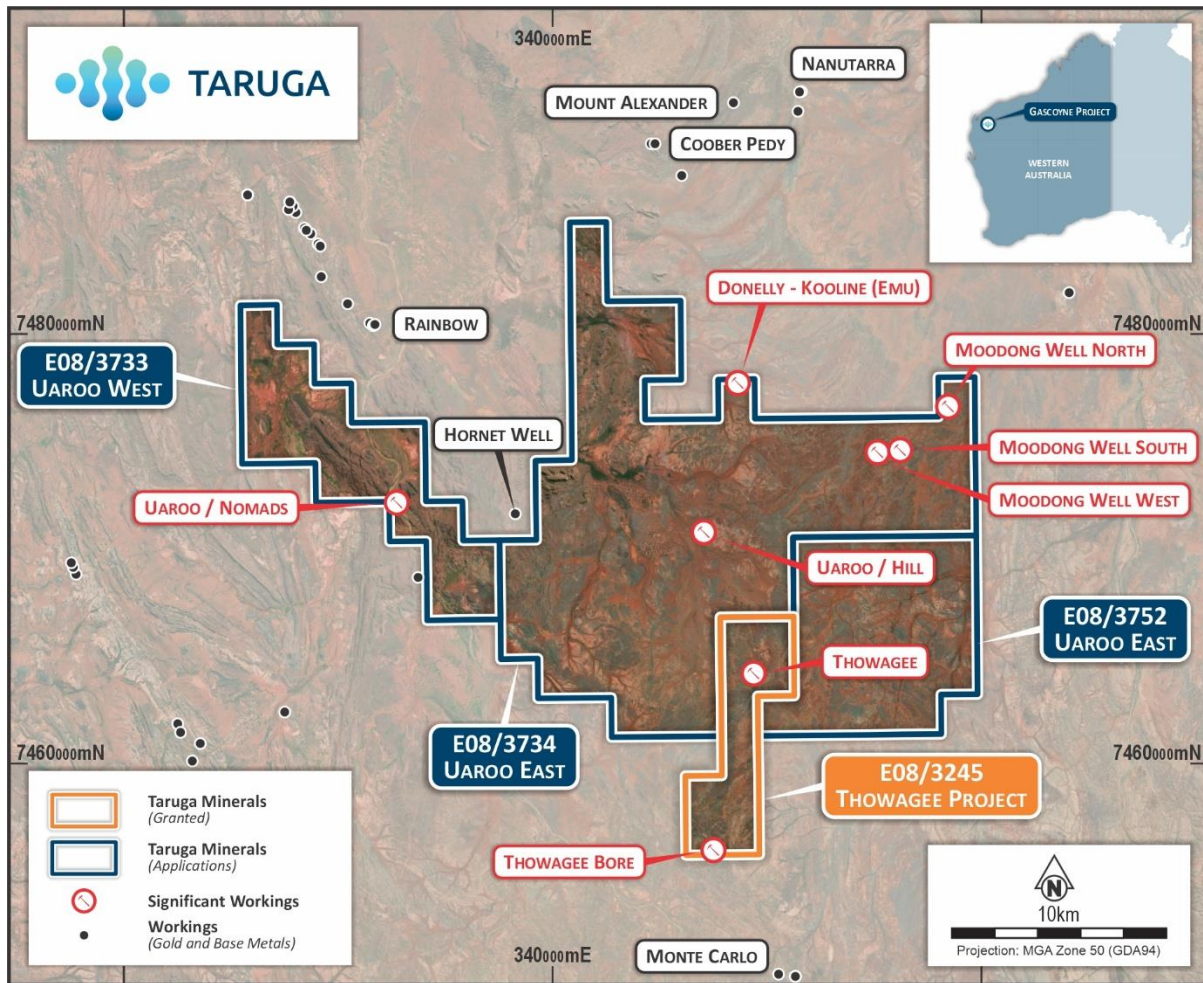 TARUGA
340000mE
NANUTARRA
MOUNT ALEXANDER
COOBER PEDY
GASCOYNE PROJECT
WESTERN
AUSTRALIA
DONELLY - KOOLINE (EMU)
7480000mN
RAINBOW
7480000mN
E08/3733
UAROO WEST
MOODONG WELL NORTH
HORNET WELL
MOODONG WELL SOUTH
MOODONG WELL WEST
UAROO / NOMADS
UAROO / HILL
E08/3752
UAROO EAST
THOWAGEE
E08/3734
UAROO EAST
7460000mN
7460000mN
E08/3245
THOWAGEE PROJECT
THOWAGEE BORE
Taruga Minerals
(Granted)
Taruga Minerals
(Applications)
Significant Workings
Workings
(Gold and Base Metals)
340000mE
MONTE CARLO
N
10km
Projection: MGA Zone 50 (GDA94)